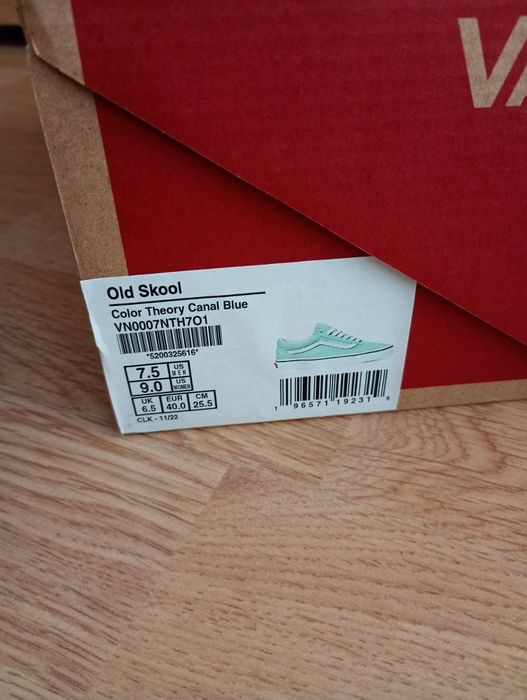 VA
Old Skool
Color Theory Canal Blue
VN0007NTH7O1
*5200325616*
7.5 US MEN
9.0 US WOMEN
UK EUR CM
6.5 40.0 25.5
CLK - 11/22
1 96571 19231 9